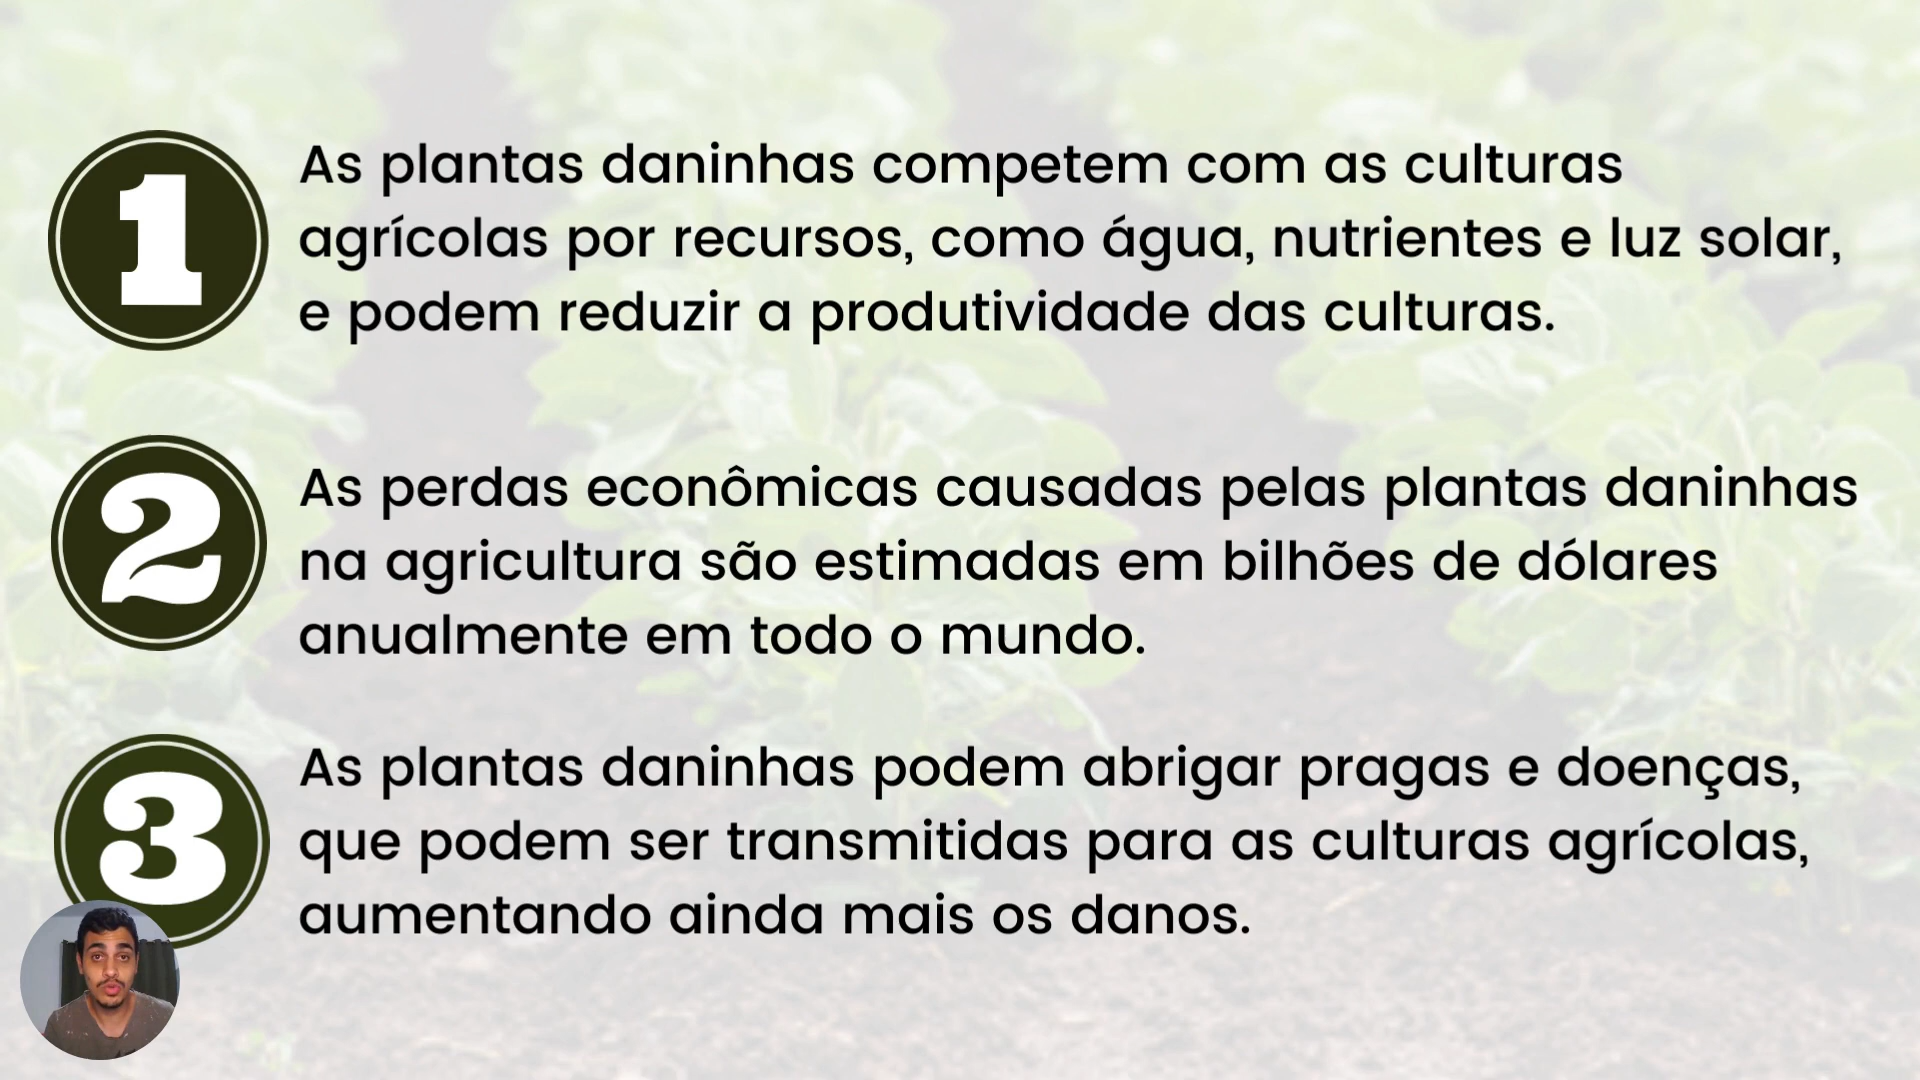 1
As plantas daninhas competem com as culturas
agrícolas por recursos, como água, nutrientes e luz solar,
e podem reduzir a produtividade das culturas.
2
As perdas econômicas causadas pelas plantas daninhas
na agricultura são estimadas em bilhões de dólares
anualmente em todo o mundo.
3
As plantas daninhas podem abrigar pragas e doenças,
que podem ser transmitidas para as culturas agrícolas,
aumentando ainda mais os danos.